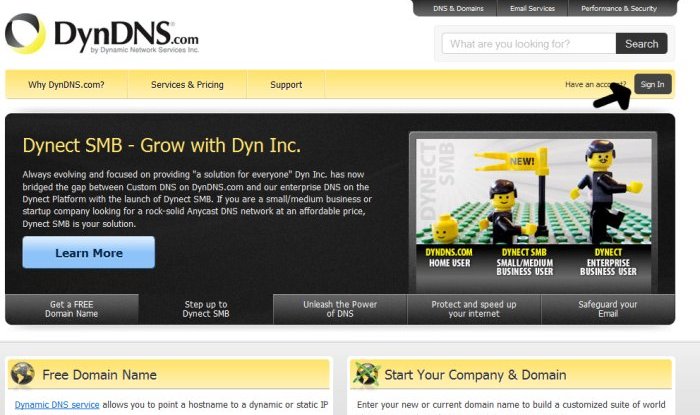 DNS & Domains
Email Services
Performance & Security
DynDNS.com
by Dynamic Network Services Inc.
What are you looking for?
Search
Why DynDNS.com?
Services & Pricing
Support
Have an account?
Sign In
Dynect SMB - Grow with Dyn Inc.
Always evolving and focused on providing "a solution for everyone" Dyn Inc. has now
bridged the gap between Custom DNS on DynDNS.com and our enterprise DNS on the
Dynect Platform with the launch of Dynect SMB. If you are a small/medium business or
startup company looking for a rock-solid Anycast DNS network at an affordable price,
Dynect SMB is your solution.
Learn More
DYNECT
SMB
NEW!
DYNDNS.COM
HOME USER
DYNECT SMB
SMALL/MEDIUM
BUSINESS USER
DYNECT
ENTERPRISE
BUSINESS USER
Get a FREE
Domain Name
Step up to
Dynect SMB
Unleash the Power
of DNS
Protect and speed up
your internet
Safeguard your
Email
Free Domain Name
Dynamic DNS service allows you to point a hostname to a dynamic or static IP
Start Your Company & Domain
Enter your new or current domain name to build a customized suite of world